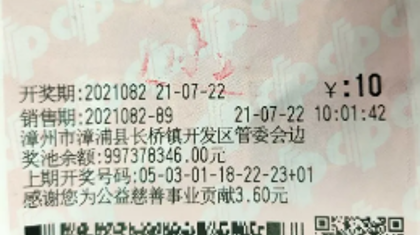 开奖期:2021082 21-07-22 ¥:10
销售期:2021082-89 21-07-22 10:01:42
漳州市漳浦县长桥镇开发区管委会边
奖池余额:997378346.00元
上期开奖号码:05-03-01-18-22-23+01
感谢您为公益慈善事业贡献3.60元